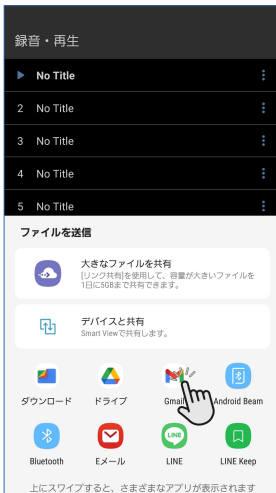 録音・再生
No Title
2 No Title
3 No Title
4 No Title
5 No Title
ファイルを送信
大きなファイルを共有
[リンク共有]を使用して、容量が大きいファイルを
1日に5GBまで共有できます。
デバイスと共有
Smart Viewで共有します。
ダウンロード ドライブ Gmail Android Beam
LINE
Bluetooth Eメール LINE LINE Keep
上にスワイプすると、さまざまなアプリが表示されます